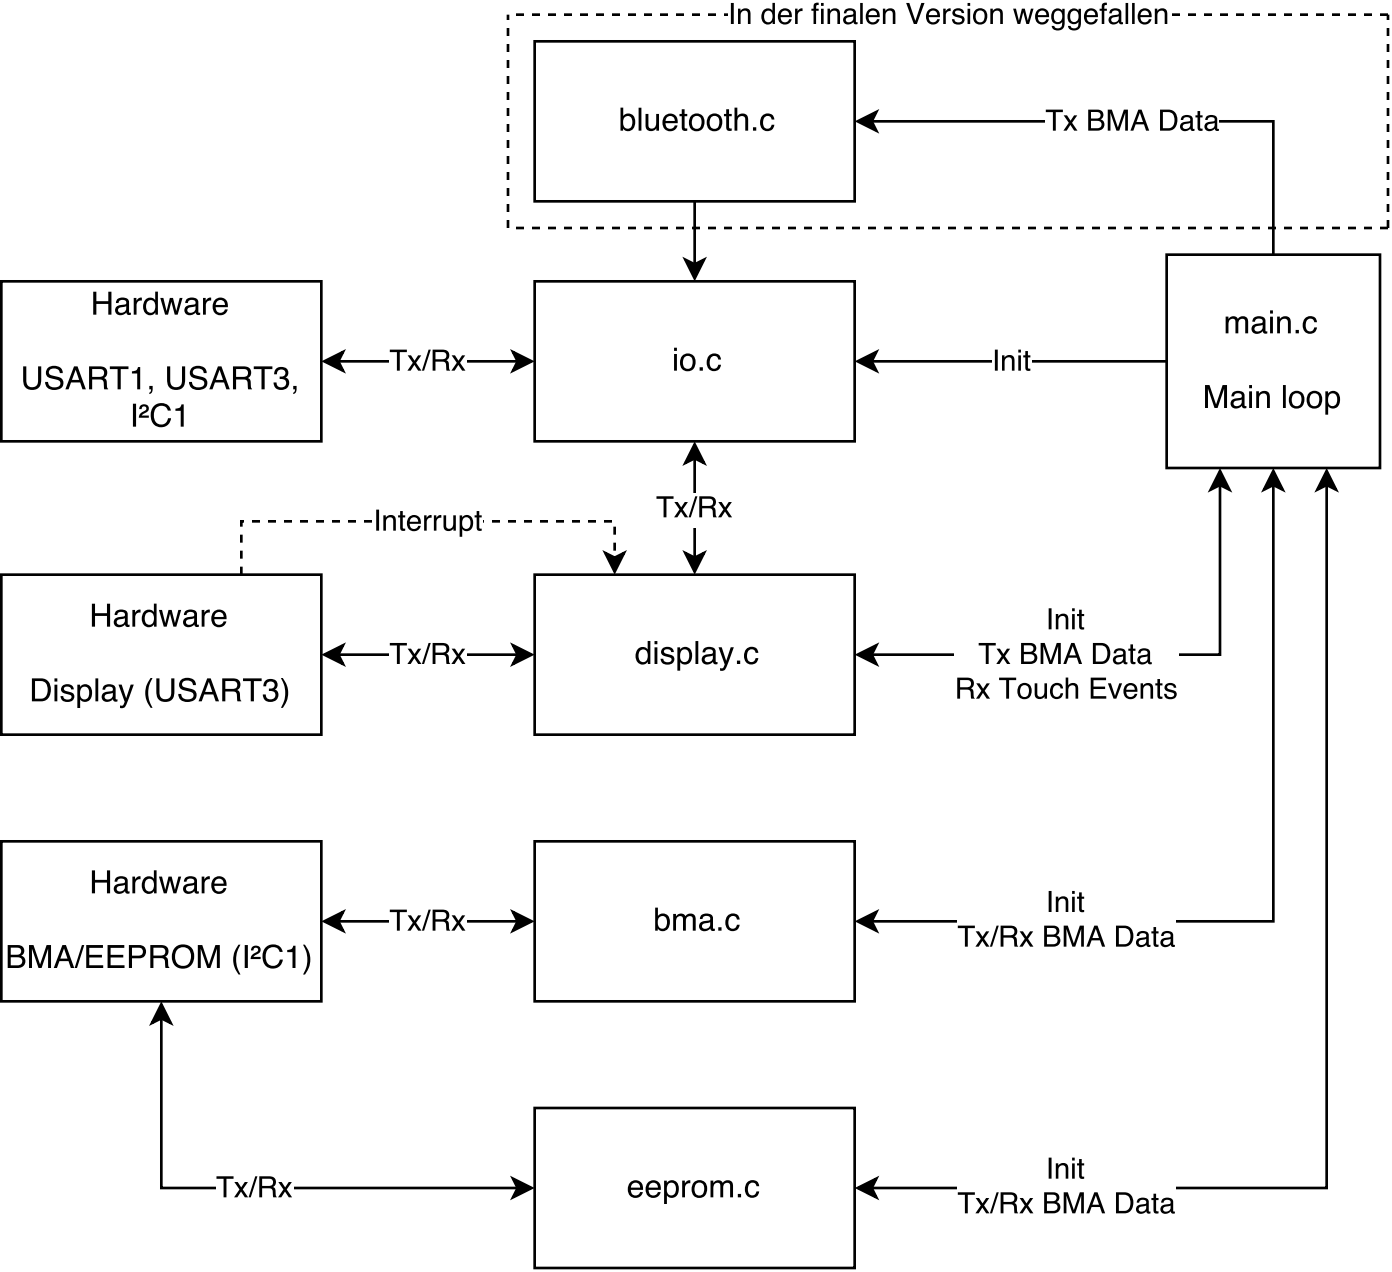 In der finalen Version weggefallen
bluetooth.c
Tx BMA Data
Hardware
USART1, USART3,
I²C1
Tx/Rx
io.c
Init
main.c
Main loop
Tx/Rx
Interrupt
Hardware
Display (USART3)
Tx/Rx
display.c
Init
Tx BMA Data
Rx Touch Events
Hardware
BMA/EEPROM (I²C1)
Tx/Rx
bma.c
Init
Tx/Rx BMA Data
Tx/Rx
eeprom.c
Init
Tx/Rx BMA Data